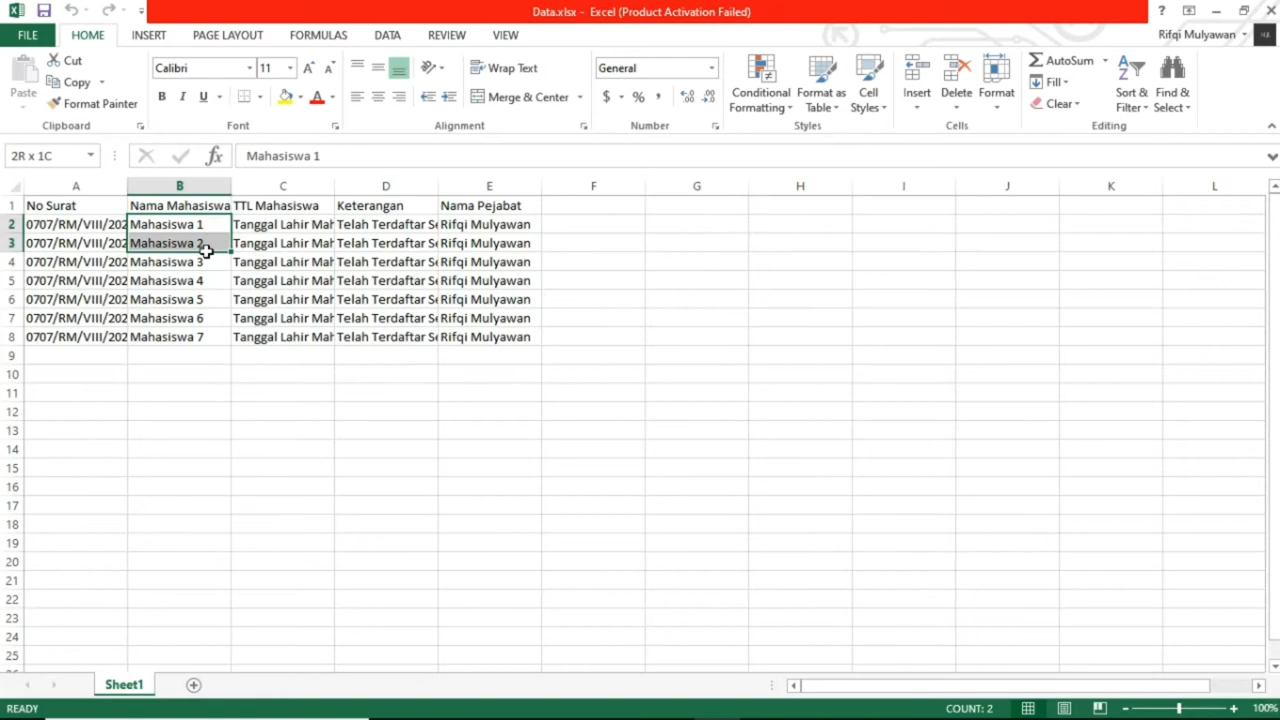 Data.xlsx - Excel (Product Activation Failed)
FILE HOME INSERT PAGE LAYOUT FORMULAS DATA REVIEW VIEW Rifqi Mulyawan
Paste Cut Copy Format Painter Clipboard
Calibri 11 B I U Font
Wrap Text Merge & Center Alignment
General $ % , Number
Conditional Formatting Format as Table Cell Styles Styles
Insert Delete Format Cells
AutoSum Fill Clear Sort & Filter Find & Select Editing
2R x 1C fx Mahasiswa 1
A B C D E F G H I J K L
1 No Surat Nama Mahasiswa TTL Mahasiswa Keterangan Nama Pejabat
2 0707/RM/VIII/202 Mahasiswa 1 Tanggal Lahir Mah Telah Terdaftar Se Rifqi Mulyawan
3 0707/RM/VIII/202 Mahasiswa 2 Tanggal Lahir Mah Telah Terdaftar Se Rifqi Mulyawan
4 0707/RM/VIII/202 Mahasiswa 3 Tanggal Lahir Mah Telah Terdaftar Se Rifqi Mulyawan
5 0707/RM/VIII/202 Mahasiswa 4 Tanggal Lahir Mah Telah Terdaftar Se Rifqi Mulyawan
6 0707/RM/VIII/202 Mahasiswa 5 Tanggal Lahir Mah Telah Terdaftar Se Rifqi Mulyawan
7 0707/RM/VIII/202 Mahasiswa 6 Tanggal Lahir Mah Telah Terdaftar Se Rifqi Mulyawan
8 0707/RM/VIII/202 Mahasiswa 7 Tanggal Lahir Mah Telah Terdaftar Se Rifqi Mulyawan
9
10
11
12
13
14
15
16
17
18
19
20
21
22
23
24
25
Sheet1
READY COUNT: 2 100%